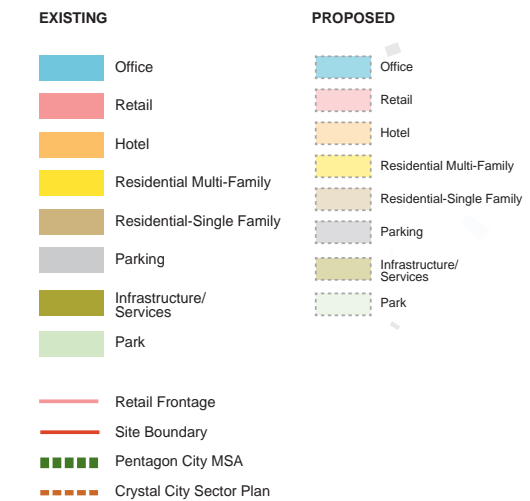 EXISTING
Office
Retail
Hotel
Residential Multi-Family
Residential-Single Family
Parking
Infrastructure/
Services
Park
Retail Frontage
Site Boundary
Pentagon City MSA
Crystal City Sector Plan
PROPOSED
Office
Retail
Hotel
Residential Multi-Family
Residential-Single Family
Parking
Infrastructure/
Services
Park